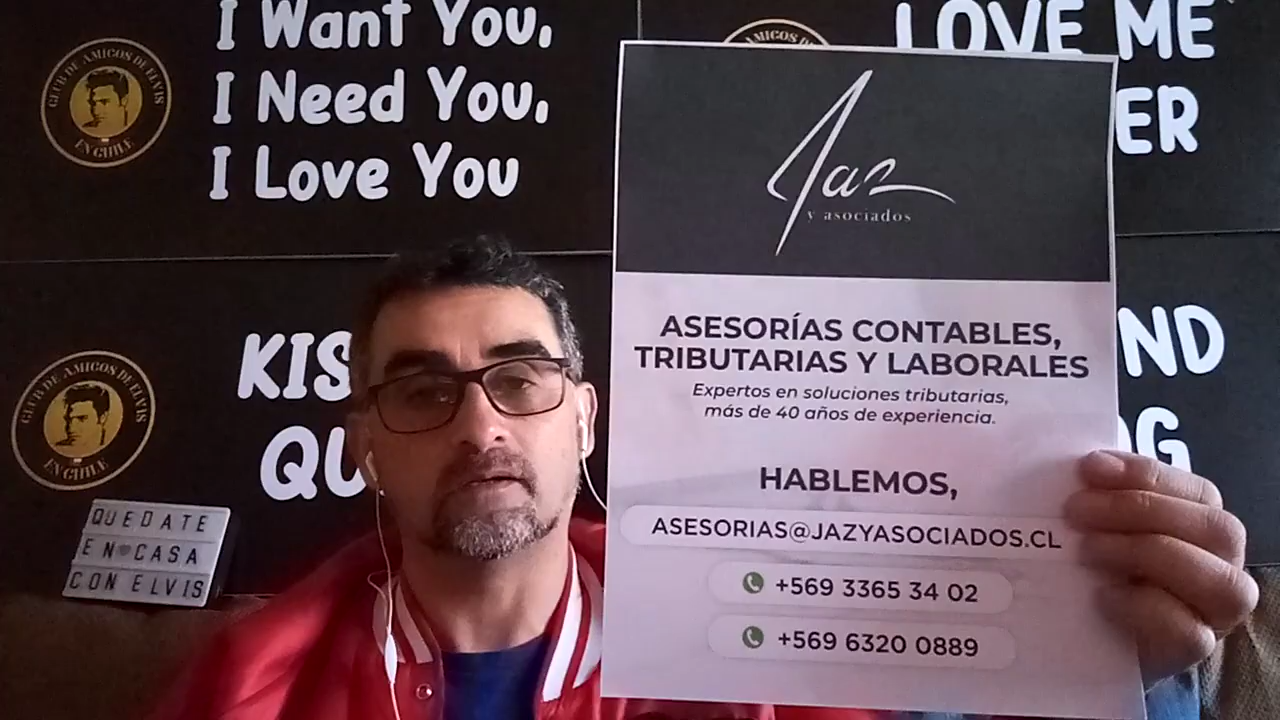 I Want You,
I Need You,
I Love You
CLUB DE AMIGOS DE ELVIS
EN CHILE
AMIGOS
LOVE ME
ER
KIS
QU
ND
OG
CLUB DE AMIGOS DE ELVIS
EN CHILE
QUEDATE
EN♥CASA
CON ELVIS
Jaz
y asociados
ASESORÍAS CONTABLES,
TRIBUTARIAS Y LABORALES
Expertos en soluciones tributarias,
más de 40 años de experiencia.
HABLEMOS,
ASESORIAS@JAZYASOCIADOS.CL
+569 3365 34 02
+569 6320 0889